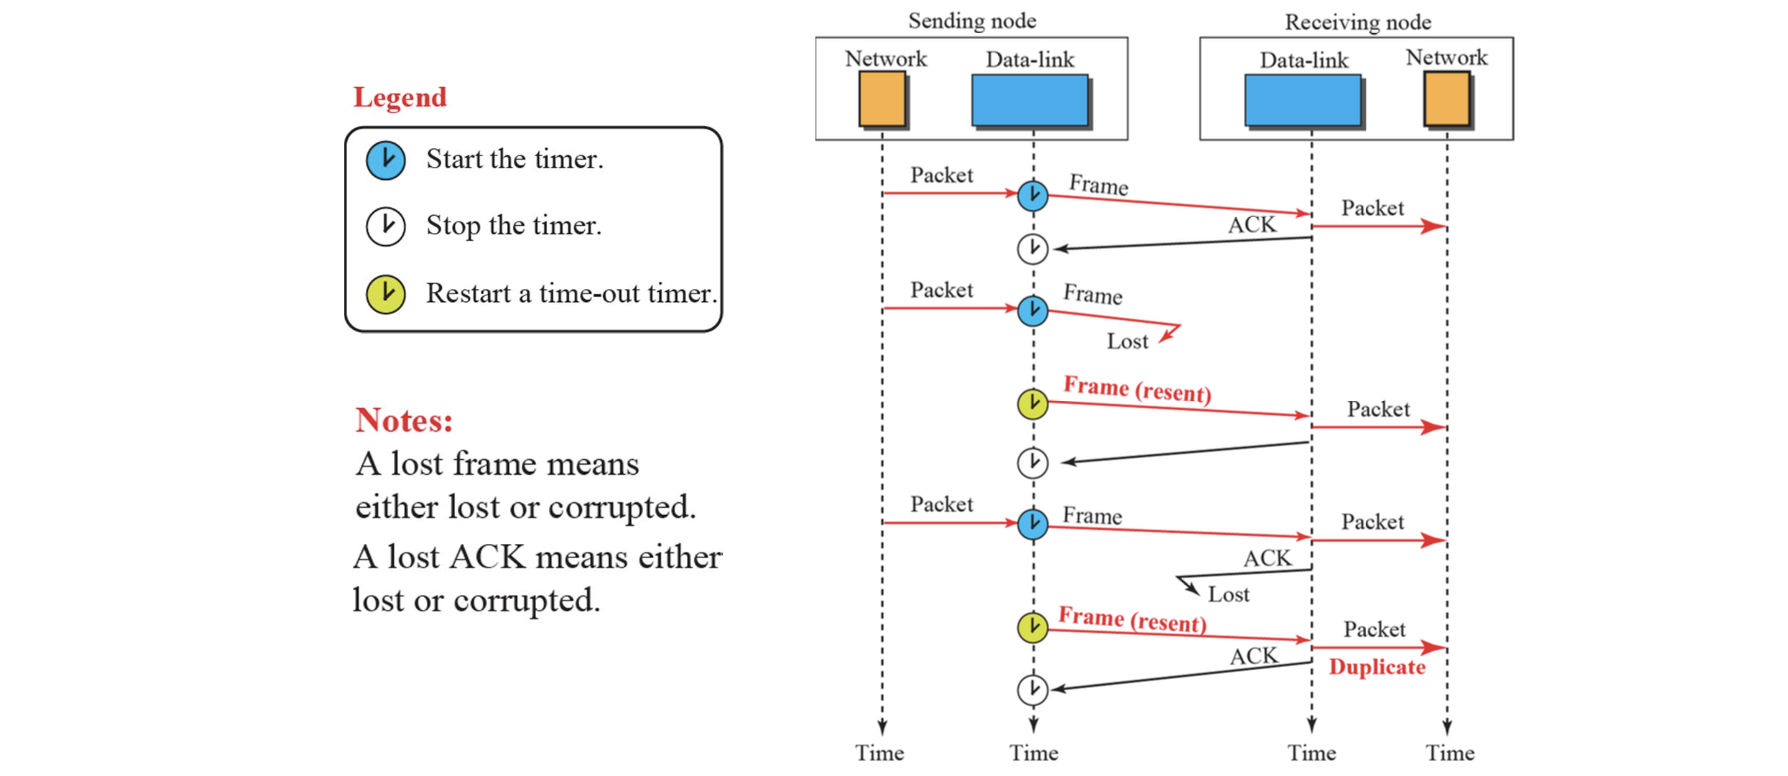 Legend
Start the timer.
Stop the timer.
Restart a time-out timer.
Notes:
A lost frame means
either lost or corrupted.
A lost ACK means either
lost or corrupted.
Sending node
Receiving node
Network
Data-link
Data-link
Network
Packet
Frame
Packet
ACK
Packet
Frame
Lost
Frame (resent)
Packet
Packet
Frame
Packet
ACK
Lost
Frame (resent)
Packet
ACK
Duplicate
Time
Time
Time
Time